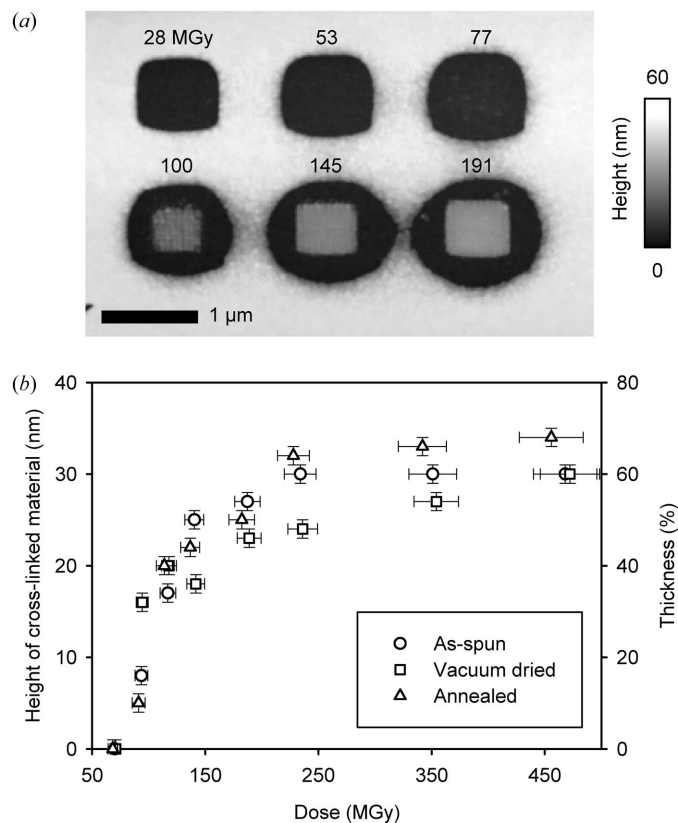 (a)
28 MGy 53 77
100 145 191
1 µm
60
Height (nm)
0
(b)
40
30
20
10
0
Height of cross-linked material (nm)
80
60
40
20
0
Thickness (%)
As-spun
Vacuum dried
Annealed
50 150 250 350 450
Dose (MGy)